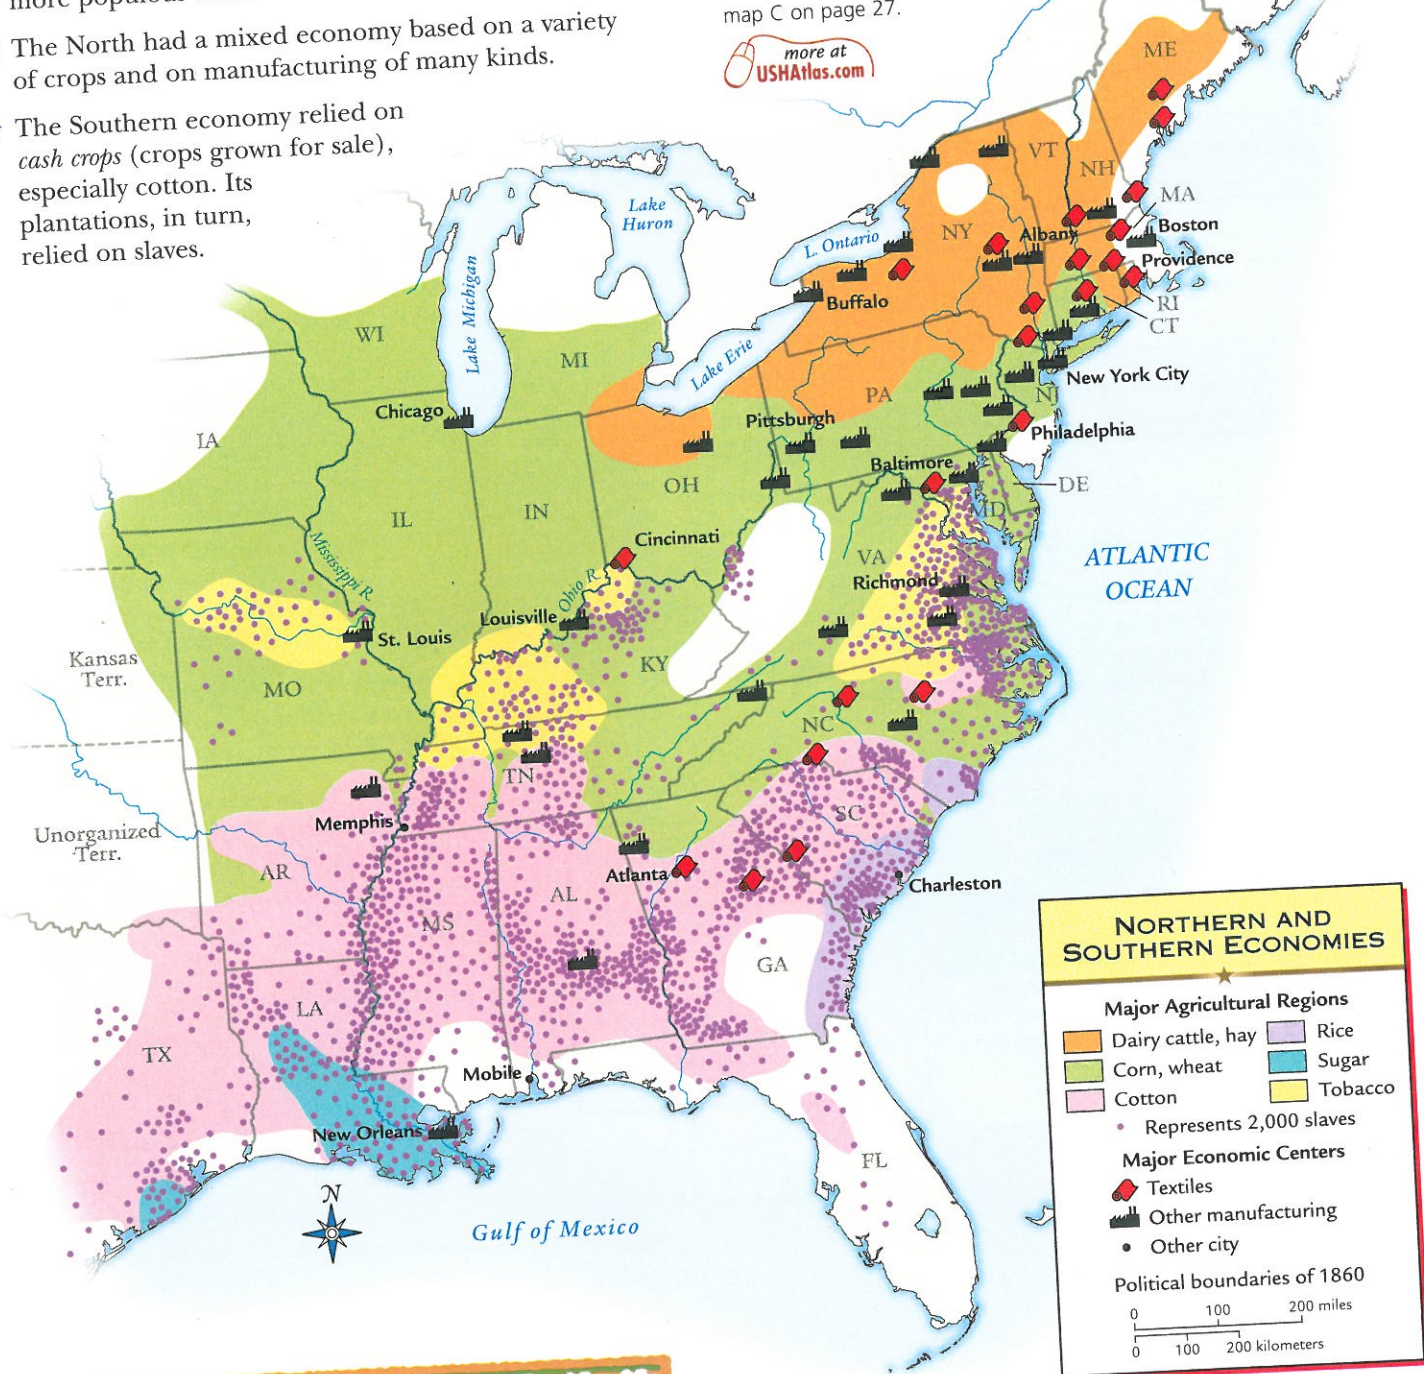 more populous
The North had a mixed economy based on a variety
of crops and on manufacturing of many kinds.
The Southern economy relied on
cash crops (crops grown for sale),
especially cotton. Its
plantations, in turn,
relied on slaves.
map C on page 27.
more at
USHAtlas.com
ME
VT
NH
MA
Boston
Lake
Huron
L. Ontario
NY
Albany
Providence
Buffalo
RI
CT
Lake Michigan
WI
MI
Lake Erie
PA
NJ
New York City
Chicago
Pittsburgh
Philadelphia
IA
Baltimore
OH
DE
IL
IN
MD
Cincinnati
Mississippi R.
VA
ATLANTIC
OCEAN
Richmond
Ohio R.
Louisville
St. Louis
Kansas
Terr.
KY
MO
NC
TN
Memphis
SC
Unorganized
Terr.
AR
Atlanta
Charleston
AL
MS
GA
LA
TX
Mobile
New Orleans
FL
N
Gulf of Mexico
NORTHERN AND
SOUTHERN ECONOMIES
Major Agricultural Regions
Dairy cattle, hay
Rice
Corn, wheat
Sugar
Cotton
Tobacco
Represents 2,000 slaves
Major Economic Centers
Textiles
Other manufacturing
Other city
Political boundaries of 1860
0 100 200 miles
0 100 200 kilometers